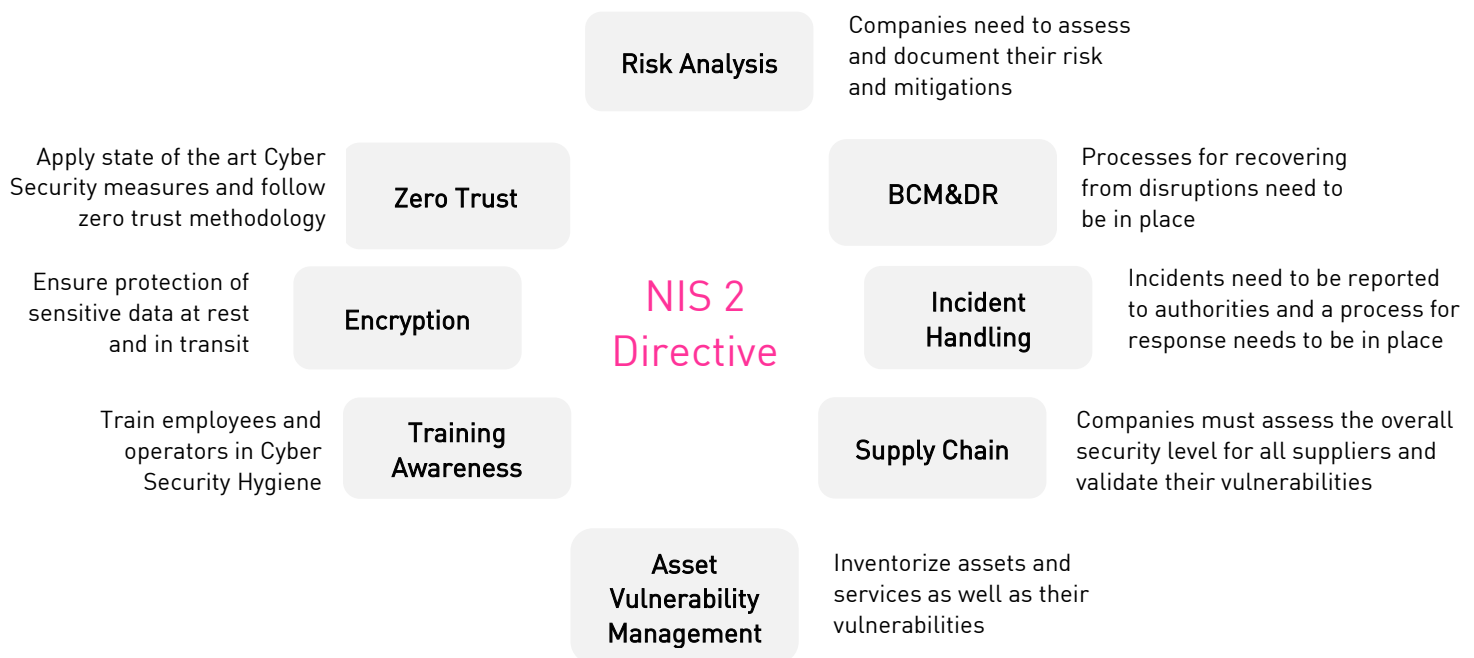 Risk Analysis
Companies need to assess
and document their risk
and mitigations
Zero Trust
Apply state of the art Cyber
Security measures and follow
zero trust methodology
BCM&DR
Processes for recovering
from disruptions need to
be in place
Encryption
Ensure protection of
sensitive data at rest
and in transit
NIS 2
Directive
Incident
Handling
Incidents need to be reported
to authorities and a process for
response needs to be in place
Training
Awareness
Train employees and
operators in Cyber
Security Hygiene
Supply Chain
Companies must assess the overall
security level for all suppliers and
validate their vulnerabilities
Asset
Vulnerability
Management
Inventorize assets and
services as well as their
vulnerabilities